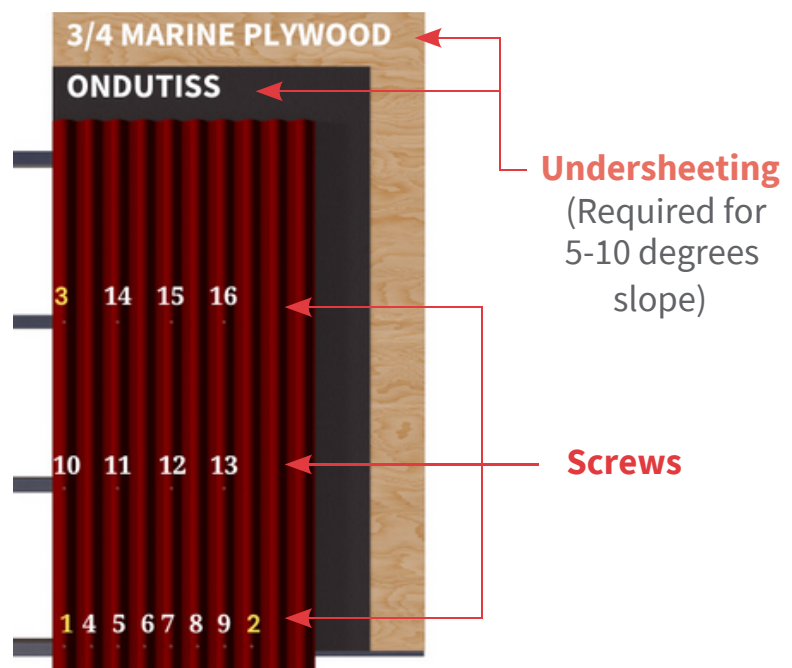 3/4 MARINE PLYWOOD
ONDUTISS
Undersheeting
(Required for
5-10 degrees
slope)
3 14 15 16
10 11 12 13
Screws
1 4 5 6 7 8 9 2